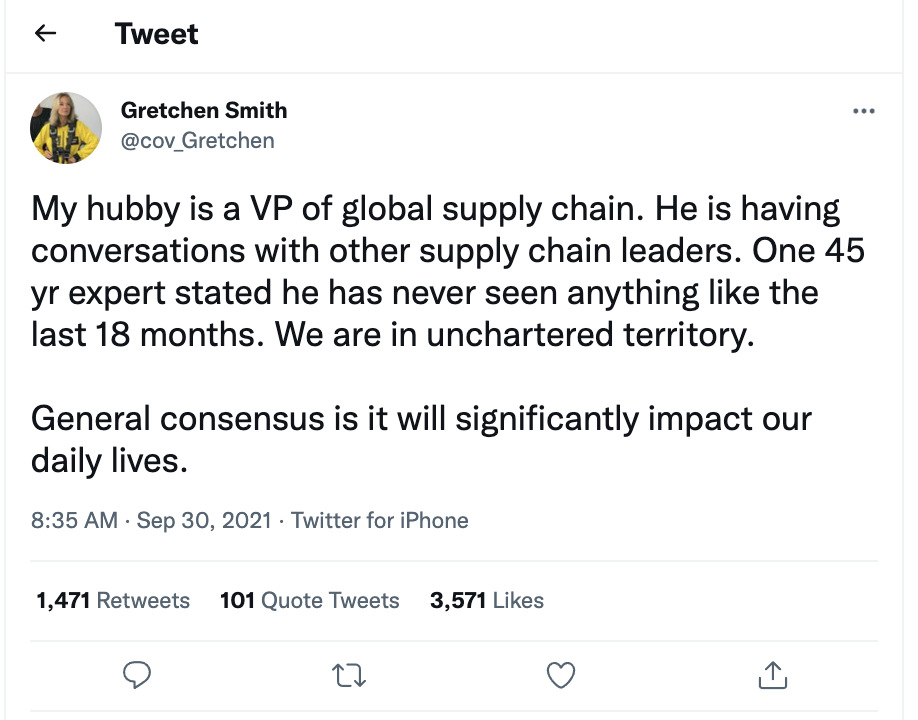 Tweet
Gretchen Smith
@cov_Gretchen
My hubby is a VP of global supply chain. He is having
conversations with other supply chain leaders. One 45
yr expert stated he has never seen anything like the
last 18 months. We are in unchartered territory.
General consensus is it will significantly impact our
daily lives.
8:35 AM · Sep 30, 2021 · Twitter for iPhone
1,471 Retweets 101 Quote Tweets 3,571 Likes